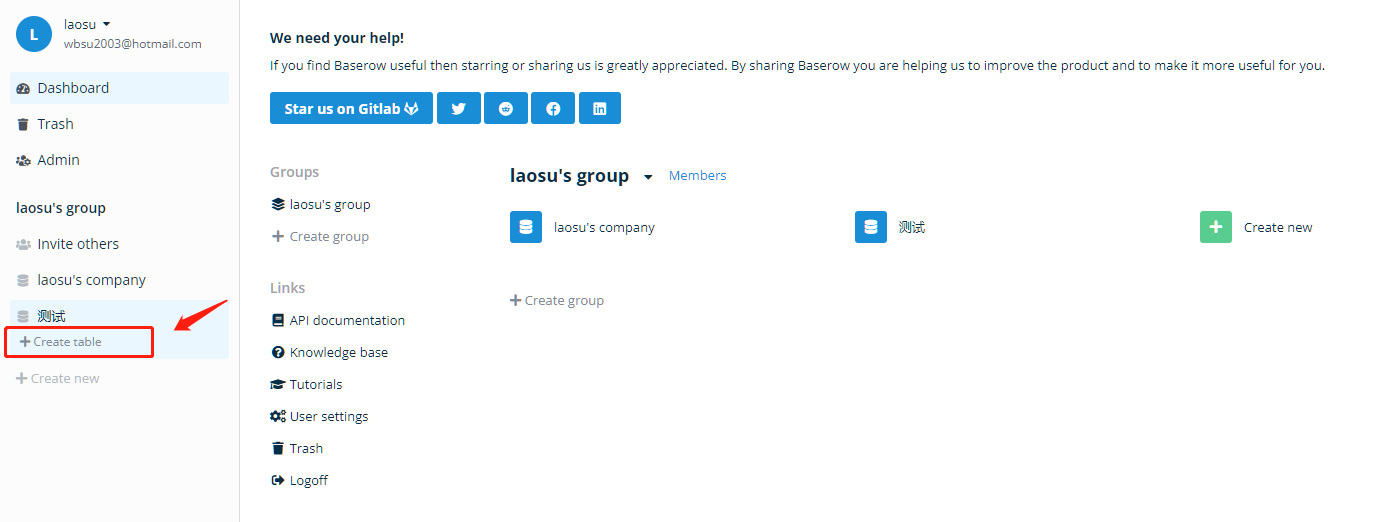 L
laosu
wbsu2003@hotmail.com
Dashboard
Trash
Admin
laosu's group
Invite others
laosu's company
测试
Create table
Create new
We need your help!
If you find Baserow useful then starring or sharing us is greatly appreciated. By sharing Baserow you are helping us to improve the product and to make it more useful for you.
Star us on Gitlab
Groups
laosu's group
Create group
Links
API documentation
Knowledge base
Tutorials
User settings
Trash
Logoff
laosu's group Members
laosu's company 测试 Create new
Create group